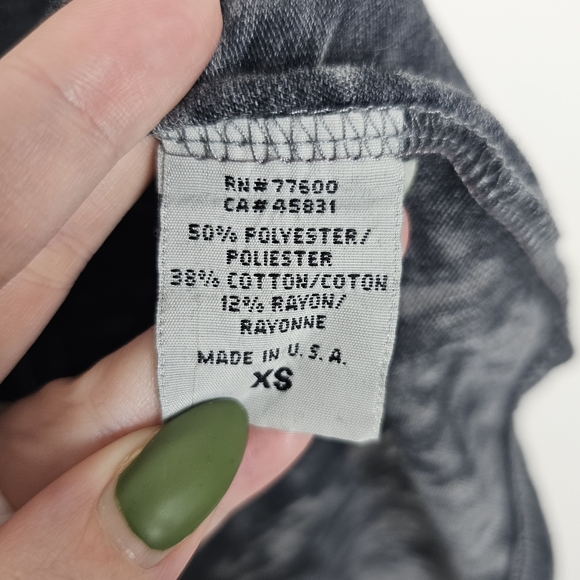 RN#77600
CA#45831
50% POLYESTER/
POLIESTER
38% COTTON/COTON
12% RAYON/
RAYONNE
MADE IN U.S.A.
XS